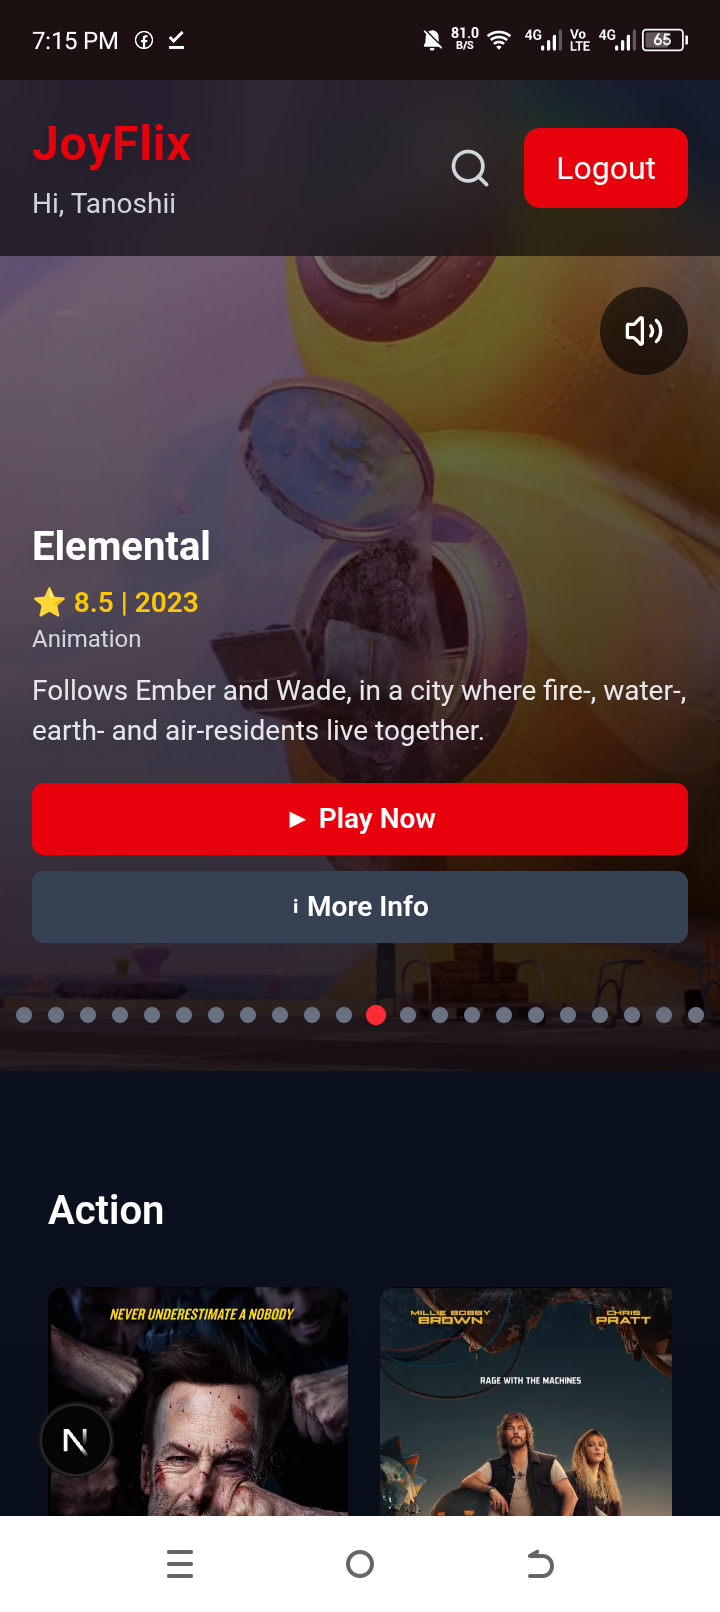 7:15 PM
81.0
B/S
4G
Vo
LTE
4G
65
JoyFlix
Hi, Tanoshii
Logout
Elemental
⭐ 8.5 | 2023
Animation
Follows Ember and Wade, in a city where fire-, water-,
earth- and air-residents live together.
► Play Now
i More Info
Action
NEVER UNDERESTIMATE A NOBODY
MILLIE BOBBY
BROWN
CHRIS
PRATT
RAGE WITH THE MACHINES
N